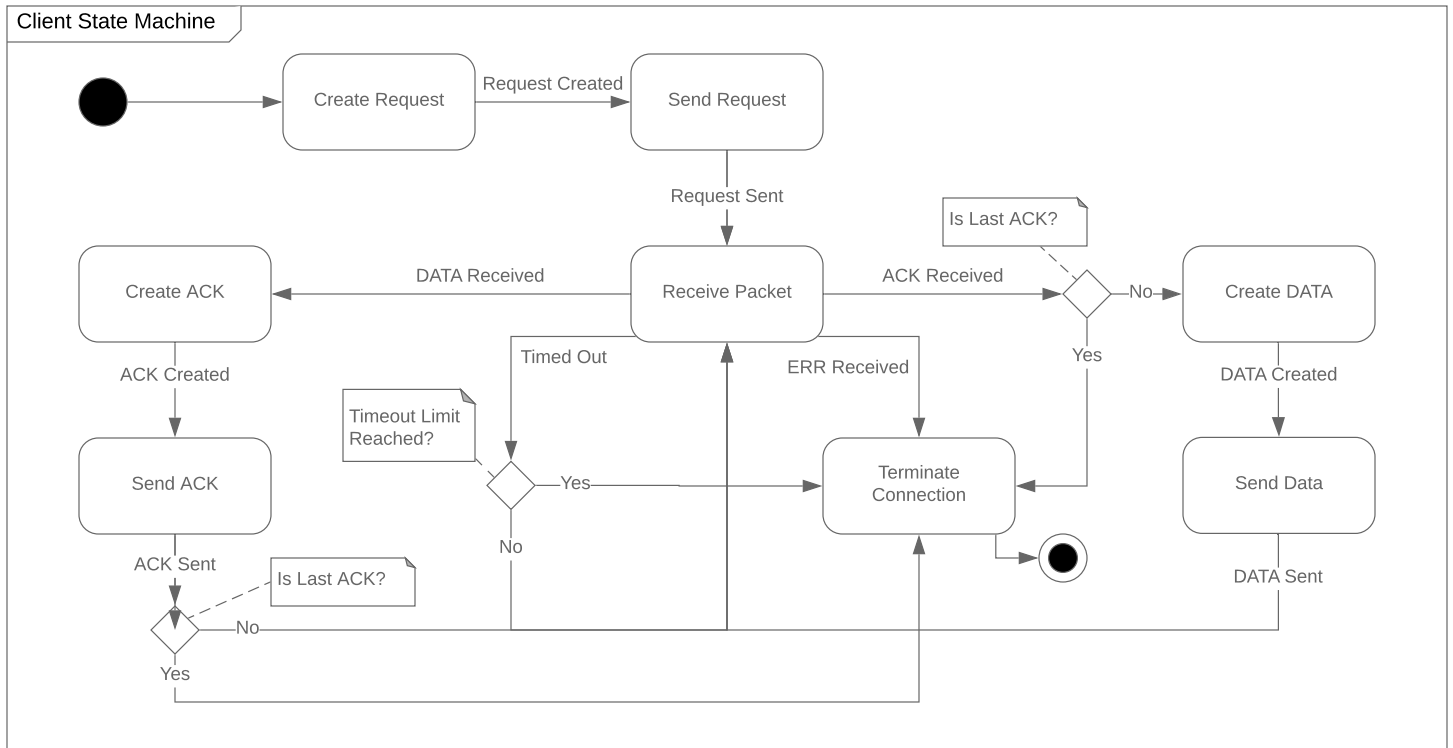 Client State Machine
Create Request
Request Created
Send Request
Request Sent
Is Last ACK?
Create ACK
DATA Received
Receive Packet
ACK Received
No
Create DATA
Timed Out
ERR Received
Yes
ACK Created
DATA Created
Timeout Limit
Reached?
Send ACK
Yes
Terminate
Connection
Send Data
No
ACK Sent
Is Last ACK?
DATA Sent
No
Yes